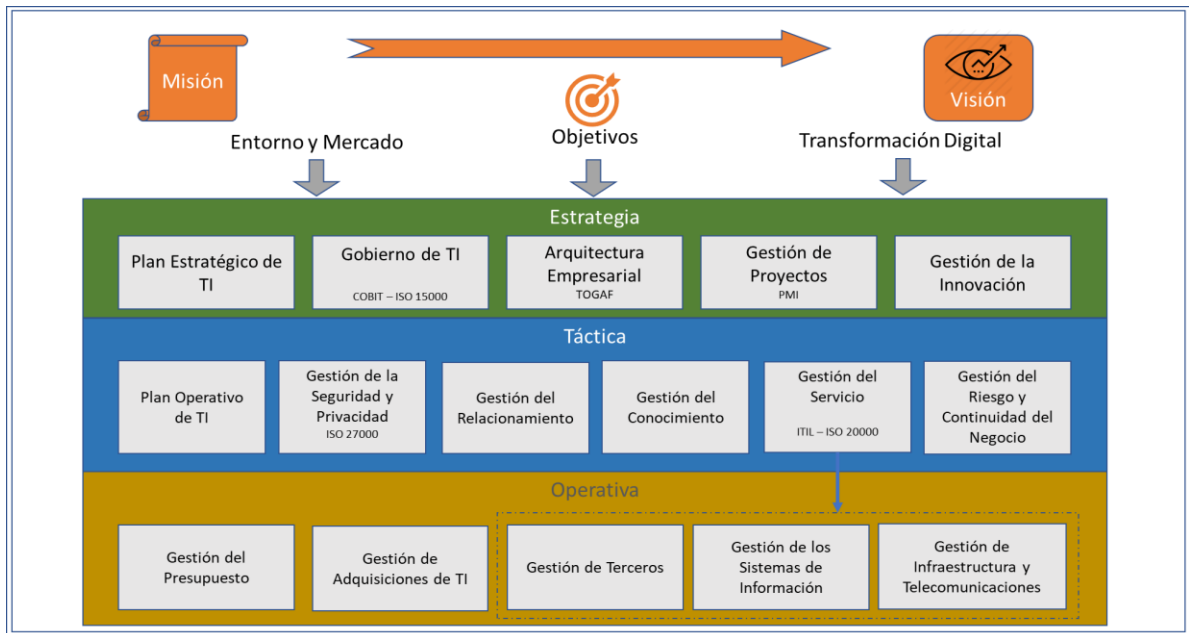 Misión
Visión
Entorno y Mercado
Objetivos
Transformación Digital
Estrategia
Plan Estratégico de
TI
Gobierno de TI
COBIT – ISO 15000
Arquitectura
Empresarial
TOGAF
Gestión de
Proyectos
PMI
Gestión de la
Innovación
Táctica
Plan Operativo
de TI
Gestión de la
Seguridad y
Privacidad
ISO 27000
Gestión del
Relacionamiento
Gestión del
Conocimiento
Gestión del
Servicio
ITIL – ISO 20000
Gestión del
Riesgo y
Continuidad del
Negocio
Operativa
Gestión del
Presupuesto
Gestión de
Adquisiciones de TI
Gestión de Terceros
Gestión de los
Sistemas de
Información
Gestión de
Infraestructura y
Telecomunicaciones